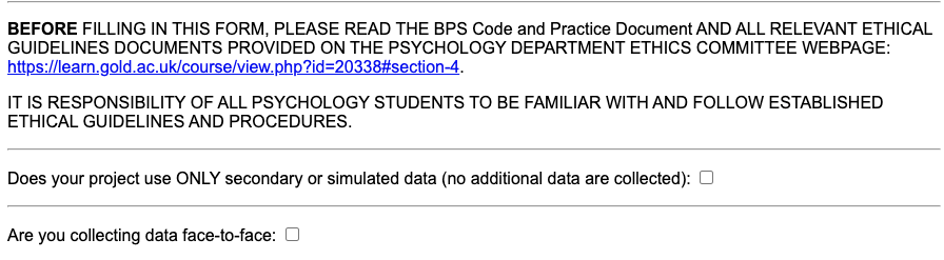 BEFORE FILLING IN THIS FORM, PLEASE READ THE BPS Code and Practice Document AND ALL RELEVANT ETHICAL
GUIDELINES DOCUMENTS PROVIDED ON THE PSYCHOLOGY DEPARTMENT ETHICS COMMITTEE WEBPAGE:
https://learn.gold.ac.uk/course/view.php?id=20338#section-4.
IT IS RESPONSIBILITY OF ALL PSYCHOLOGY STUDENTS TO BE FAMILIAR WITH AND FOLLOW ESTABLISHED
ETHICAL GUIDELINES AND PROCEDURES.
Does your project use ONLY secondary or simulated data (no additional data are collected):
Are you collecting data face-to-face: